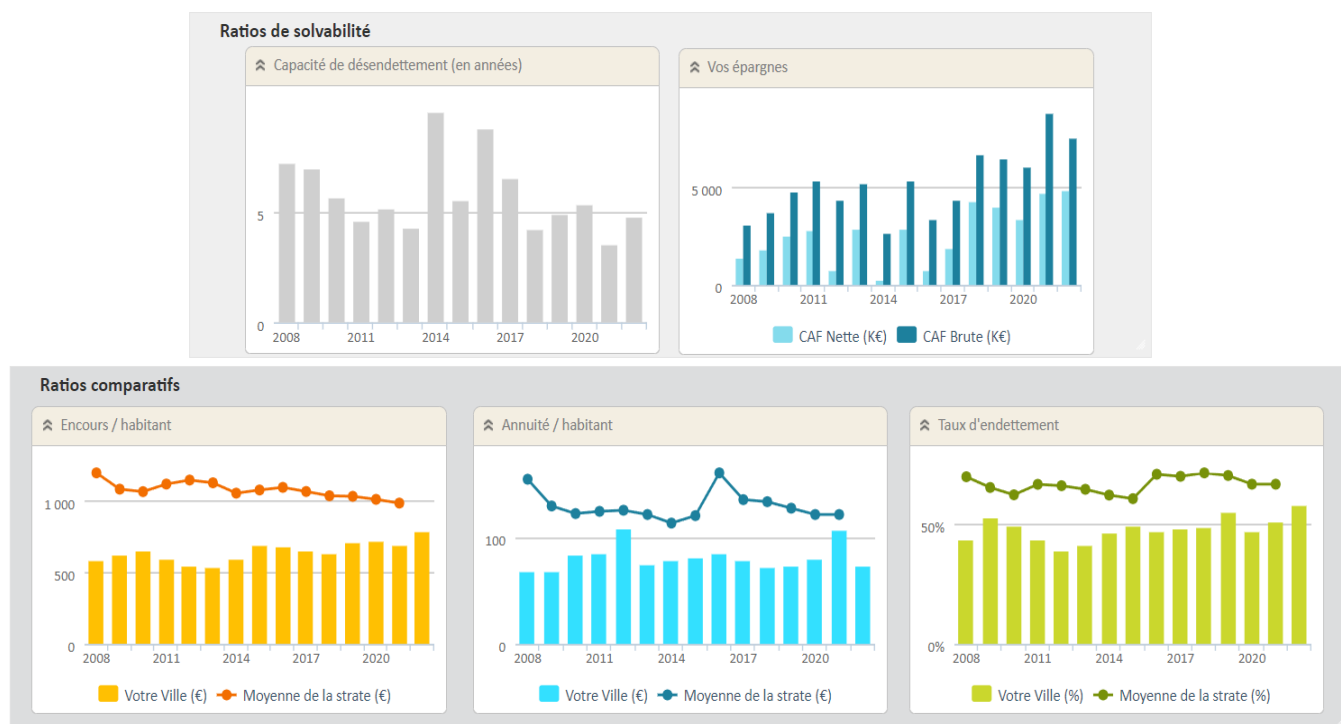 Ratios de solvabilité
Capacité de désendettement (en années)
5
0
2008 2011 2014 2017 2020
Vos épargnes
5 000
0
2008 2011 2014 2017 2020
CAF Nette (K€) CAF Brute (K€)
Ratios comparatifs
Encours / habitant
1 000
500
0
2008 2011 2014 2017 2020
Votre Ville (€) Moyenne de la strate (€)
Annuité / habitant
100
0
2008 2011 2014 2017 2020
Votre Ville (€) Moyenne de la strate (€)
Taux d'endettement
50%
0%
2008 2011 2014 2017 2020
Votre Ville (%) Moyenne de la strate (%)